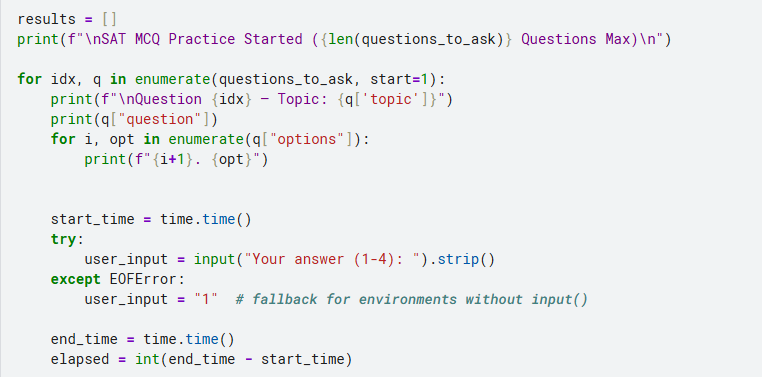 results = []
print(f"\nSAT MCQ Practice Started ({len(questions_to_ask)} Questions Max)\n")
for idx, q in enumerate(questions_to_ask, start=1):
    print(f"\nQuestion {idx} — Topic: {q['topic']}")
    print(q["question"])
    for i, opt in enumerate(q["options"]):
        print(f"{i+1}. {opt}")
    start_time = time.time()
    try:
        user_input = input("Your answer (1-4): ").strip()
    except EOFError:
        user_input = "1"  # fallback for environments without input()
    end_time = time.time()
    elapsed = int(end_time - start_time)